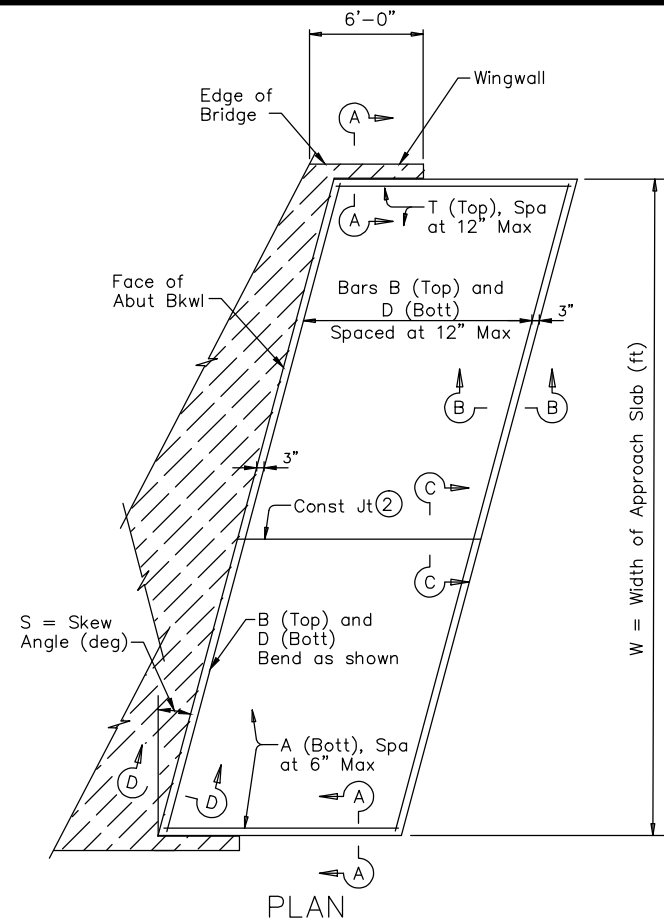 6'-0"
Wingwall
Edge of
Bridge
A
A
T (Top), Spa
at 12" Max
Face of
Abut Bkwl
Bars B (Top) and
D (Bott)
Spaced at 12" Max
3"
B
B
W = Width of Approach Slab (ft)
3"
C
Const Jt 2
C
S = Skew
Angle (deg)
B (Top) and
D (Bott)
Bend as shown
A (Bott), Spa
at 6" Max
D
D
A
A
PLAN